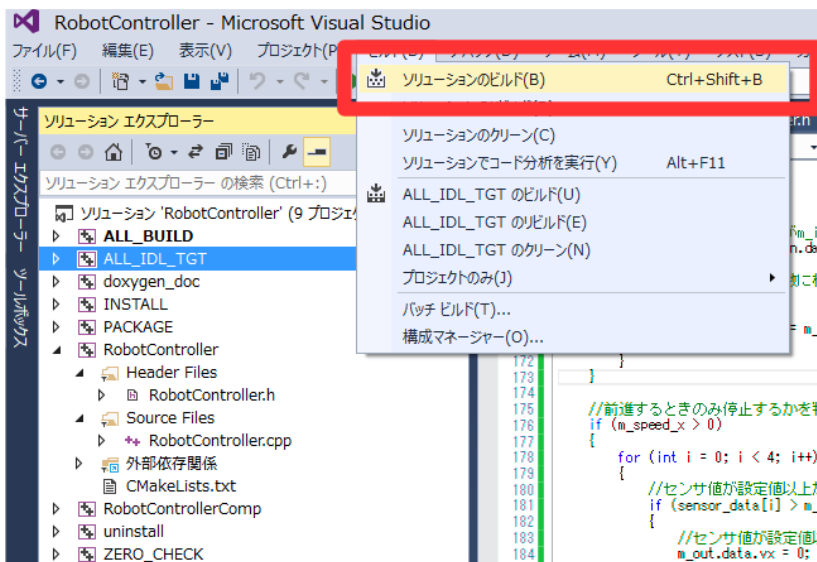 RobotController - Microsoft Visual Studio
ファイル(F) 編集(E) 表示(V) プロジェクト(P
ソリューションのビルド(B) Ctrl+Shift+B
ソリューションのクリーン(C)
ソリューションでコード分析を実行(Y) Alt+F11
ALL_IDL_TGT のビルド(U)
ALL_IDL_TGT のリビルド(E)
ALL_IDL_TGT のクリーン(N)
プロジェクトのみ(J)
バッチ ビルド(T)...
構成マネージャー(O)...
サーバー エクスプローラー
ツールボックス
ソリューション エクスプローラー
ソリューション エクスプローラー の検索 (Ctrl+:)
ソリューション 'RobotController' (9 プロジェ
ALL_BUILD
ALL_IDL_TGT
doxygen_doc
INSTALL
PACKAGE
RobotController
Header Files
RobotController.h
Source Files
RobotController.cpp
外部依存関係
CMakeLists.txt
RobotControllerComp
uninstall
ZERO_CHECK
172 }
173 }
174
175 //前進するときのみ停止するかを
176 if (m_speed_x > 0)
177 {
178 for (int i = 0; i < 4; i++)
179 {
180 //センサ値が設定値以上か
181 if (sensor_data[i] > m_
182 {
183 //センサ値が設定値
184 m_out.data.vx = 0;